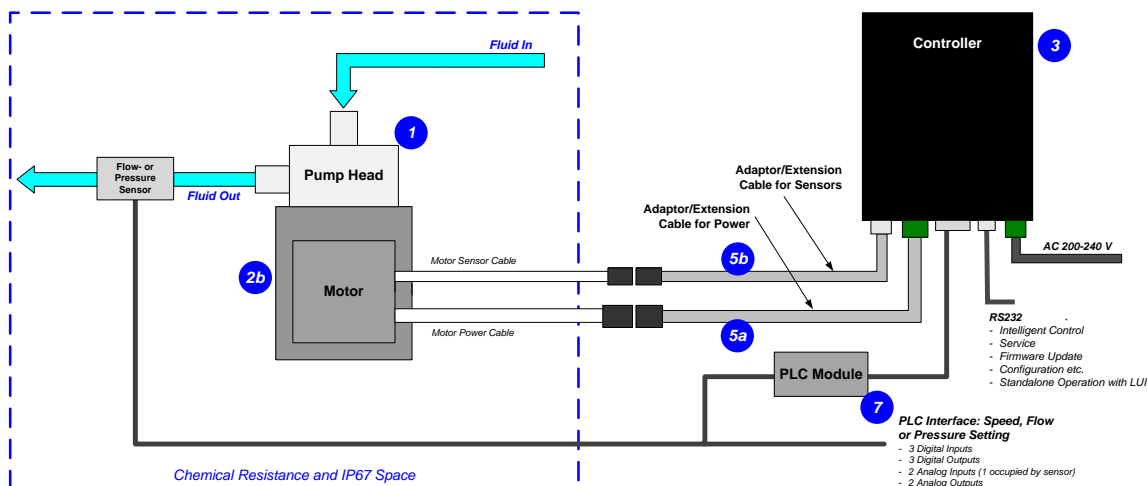 Fluid In
Controller
3
1
Flow- or
Pressure
Sensor
Pump Head
Fluid Out
Adaptor/Extension
Cable for Sensors
Adaptor/Extension
Cable for Power
AC 200-240 V
Motor Sensor Cable
5b
2b
Motor
Motor Power Cable
5a
RS232
- Intelligent Control
- Service
- Firmware Update
- Configuration etc.
- Standalone Operation with LUI
PLC Module
7
PLC Interface: Speed, Flow
or Pressure Setting
- 3 Digital Inputs
- 3 Digital Outputs
- 2 Analog Inputs (1 occupied by sensor)
- 2 Analog Outputs
Chemical Resistance and IP67 Space